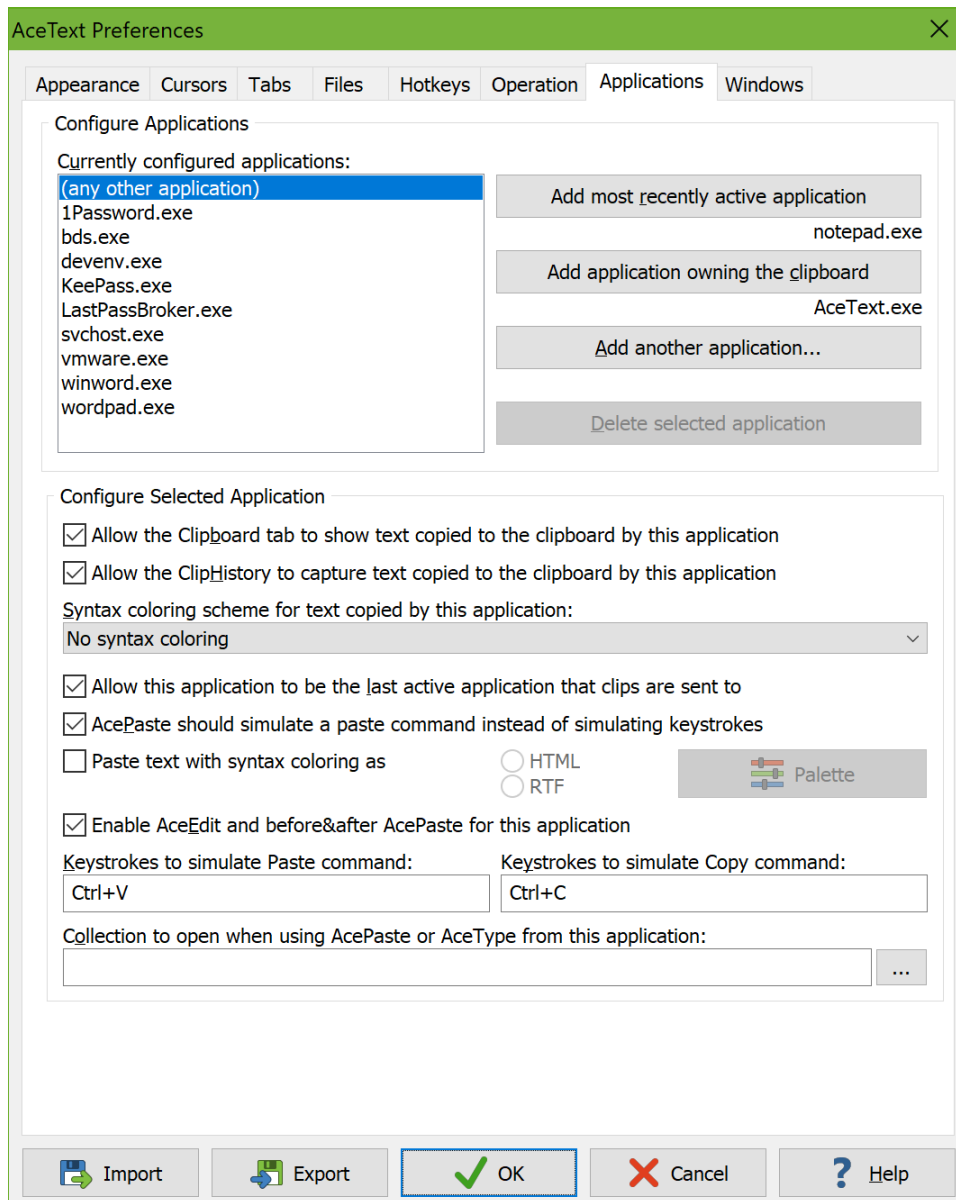 AceText Preferences
Appearance Cursors Tabs Files Hotkeys Operation Applications Windows
Configure Applications
Currently configured applications:
(any other application)
1Password.exe
bds.exe
devenv.exe
KeePass.exe
LastPassBroker.exe
svchost.exe
vmware.exe
winword.exe
wordpad.exe
Add most recently active application
notepad.exe
Add application owning the clipboard
AceText.exe
Add another application...
Delete selected application
Configure Selected Application
Allow the Clipboard tab to show text copied to the clipboard by this application
Allow the ClipHistory to capture text copied to the clipboard by this application
Syntax coloring scheme for text copied by this application:
No syntax coloring
Allow this application to be the last active application that clips are sent to
AcePaste should simulate a paste command instead of simulating keystrokes
Paste text with syntax coloring as
HTML
RTF
Palette
Enable AceEdit and before&after AcePaste for this application
Keystrokes to simulate Paste command:
Ctrl+V
Keystrokes to simulate Copy command:
Ctrl+C
Collection to open when using AcePaste or AceType from this application:
...
Import Export OK Cancel ? Help